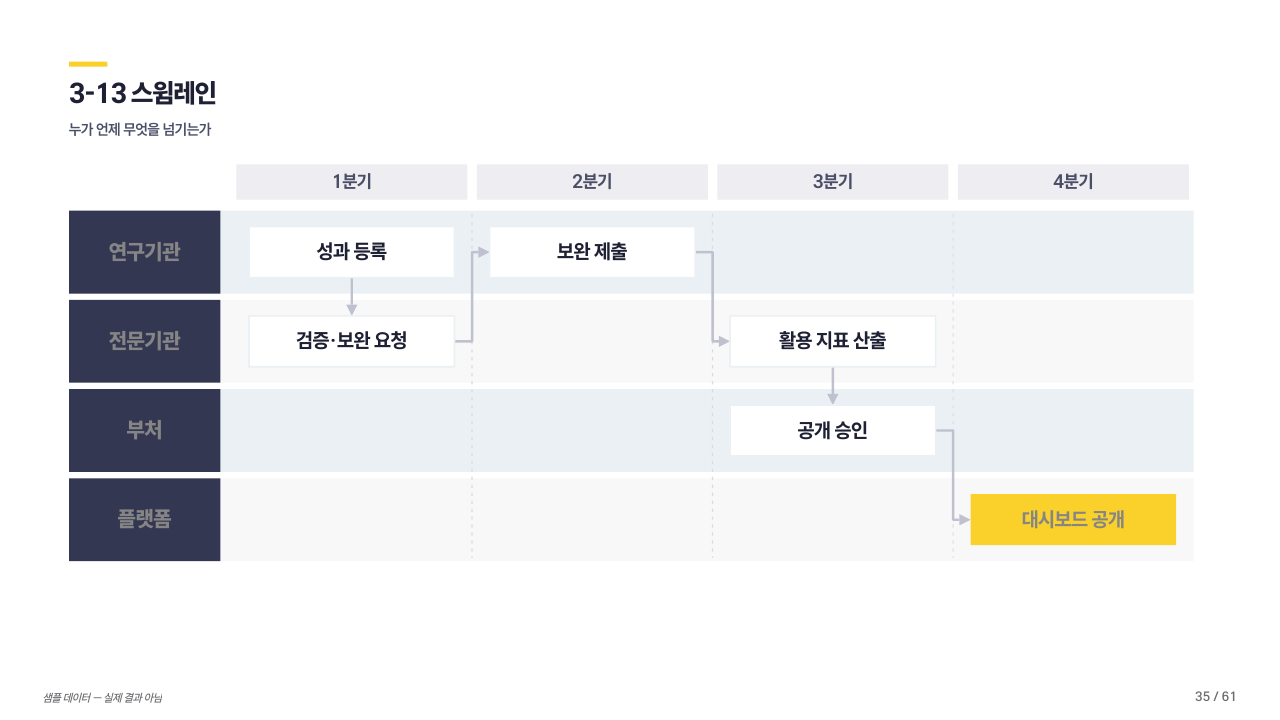 3-13 스윔레인
누가 언제 무엇을 넘기는가
1분기
2분기
3분기
4분기
연구기관
성과 등록
보완 제출
전문기관
검증·보완 요청
활용 지표 산출
부처
공개 승인
플랫폼
대시보드 공개
샘플 데이터 — 실제 결과 아님
35 / 61